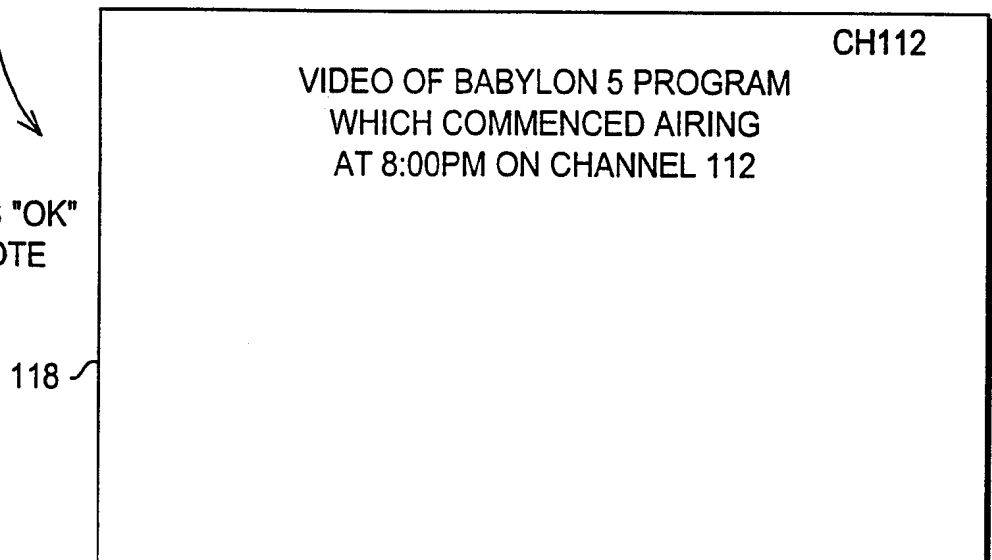 CH112
VIDEO OF BABYLON 5 PROGRAM
WHICH COMMENCED AIRING
AT 8:00PM ON CHANNEL 112
"OK"
118